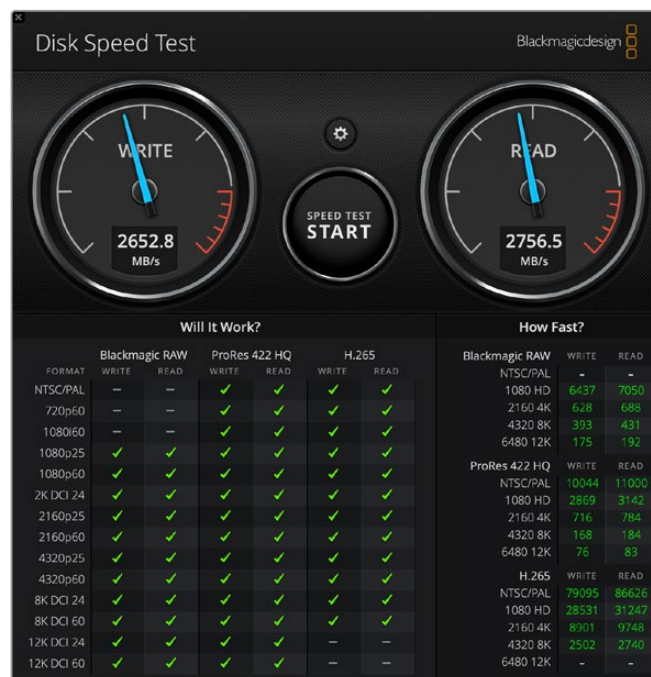 Disk Speed Test
Blackmagicdesign
WRITE
2652.8
MB/s
SPEED TEST
START
READ
2756.5
MB/s
Will It Work?
Blackmagic RAW ProRes 422 HQ H.265
FORMAT WRITE READ WRITE READ WRITE READ
NTSC/PAL – – ✓ ✓ ✓ ✓
720p60 – – ✓ ✓ ✓ ✓
1080i60 – – ✓ ✓ ✓ ✓
1080p25 ✓ ✓ ✓ ✓ ✓ ✓
1080p60 ✓ ✓ ✓ ✓ ✓ ✓
2K DCI 24 ✓ ✓ ✓ ✓ ✓ ✓
2160p25 ✓ ✓ ✓ ✓ ✓ ✓
2160p60 ✓ ✓ ✓ ✓ ✓ ✓
4320p25 ✓ ✓ ✓ ✓ ✓ ✓
4320p60 ✓ ✓ ✓ ✓ ✓ ✓
8K DCI 24 ✓ ✓ ✓ ✓ ✓ ✓
8K DCI 60 ✓ ✓ ✓ ✓ ✓ ✓
12K DCI 24 ✓ ✓ ✓ ✓ – –
12K DCI 60 ✓ ✓ ✓ ✓ – –
How Fast?
Blackmagic RAW WRITE READ
NTSC/PAL - -
1080 HD 6437 7050
2160 4K 628 688
4320 8K 393 431
6480 12K 175 192
ProRes 422 HQ WRITE READ
NTSC/PAL 10044 11000
1080 HD 2869 3142
2160 4K 716 784
4320 8K 168 184
6480 12K 76 83
H.265 WRITE READ
NTSC/PAL 79095 86626
1080 HD 28531 31247
2160 4K 8901 9748
4320 8K 2502 2740
6480 12K - -